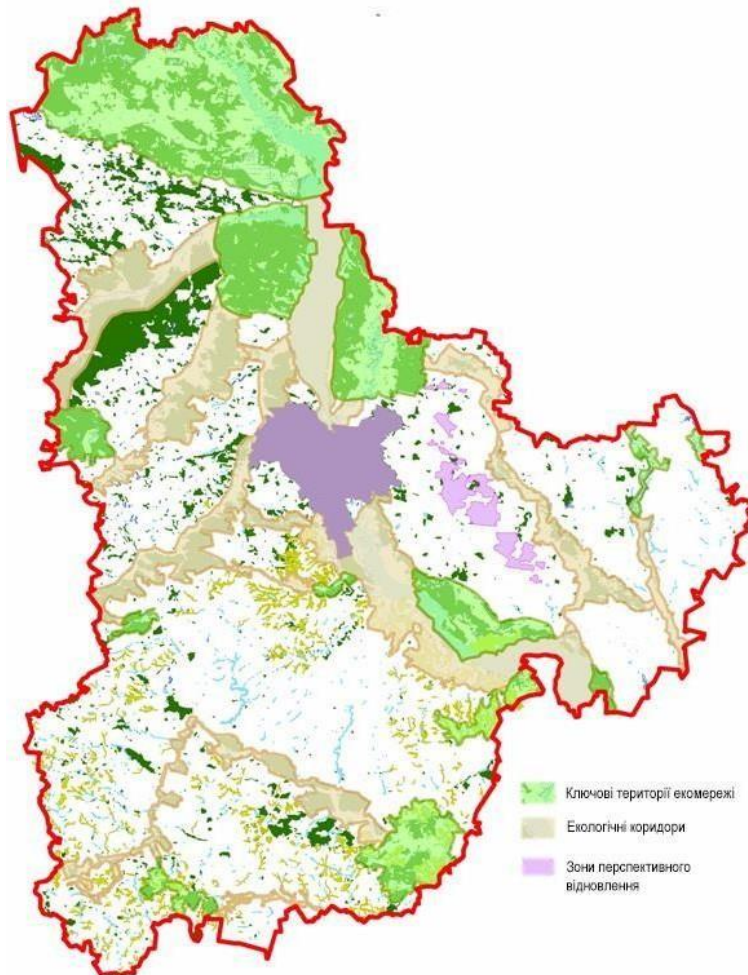 Ключові території екомережі
Екологічні коридори
Зони перспективного
відновлення